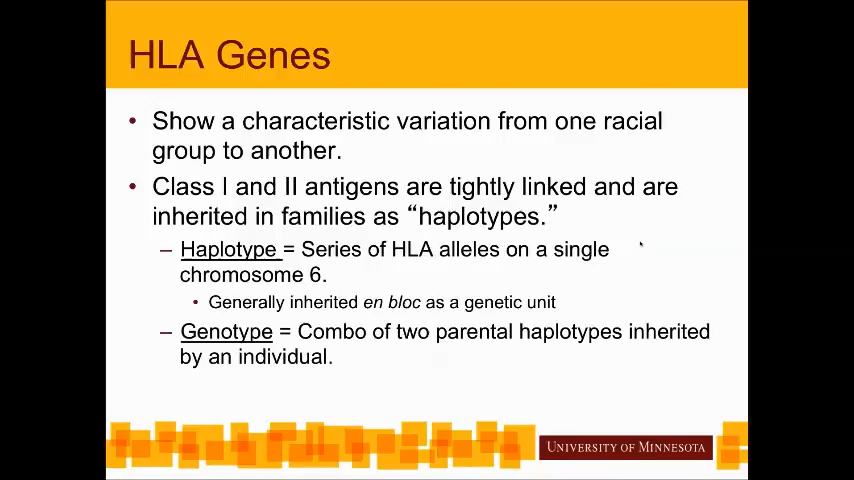 HLA Genes
• Show a characteristic variation from one racial
group to another.
• Class I and II antigens are tightly linked and are
inherited in families as “haplotypes.”
– Haplotype = Series of HLA alleles on a single
chromosome 6.
• Generally inherited en bloc as a genetic unit
– Genotype = Combo of two parental haplotypes inherited
by an individual.
UNIVERSITY OF MINNESOTA